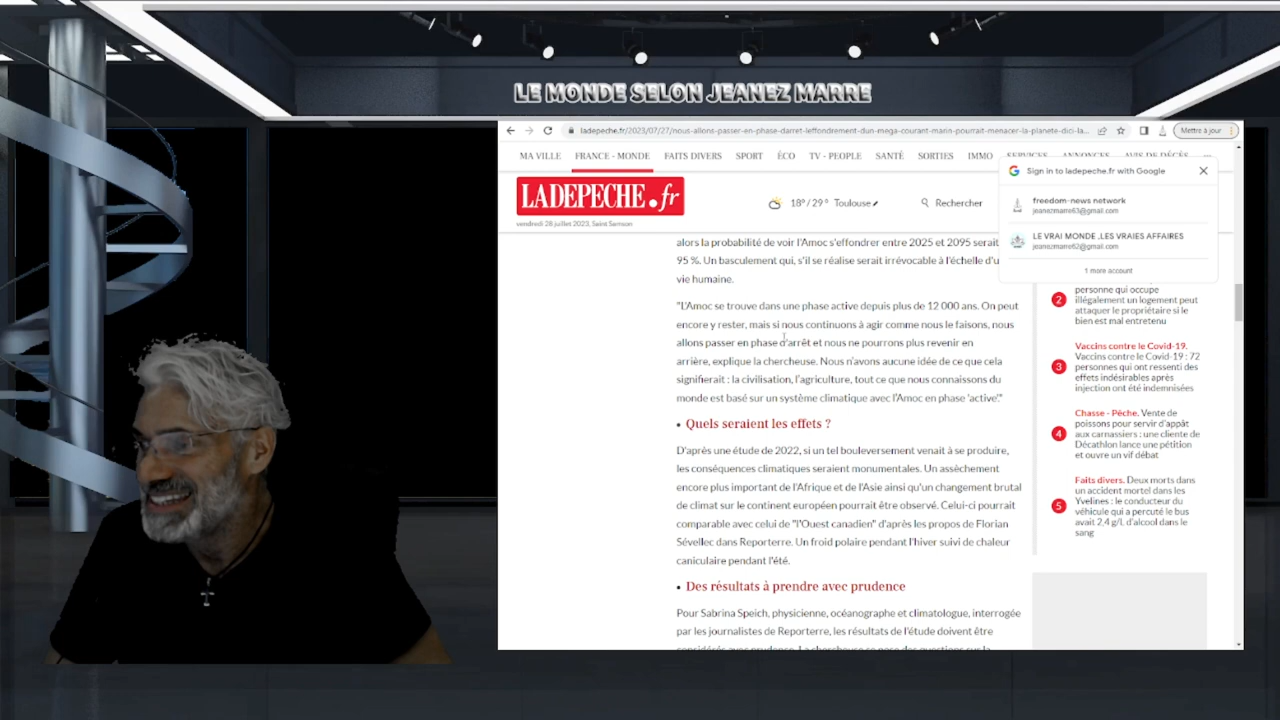 LE MONDE SELON JEANEZ MARRE
ladepeche.fr/2023/07/27/nous-allons-passer-en-phase-darret-leffondrement-dun-mega-courant-marin-pourrait-menacer-la-planete-dici-la...
Mettre à jour
MA VILLE FRANCE - MONDE FAITS DIVERS SPORT ÉCO TV - PEOPLE SANTÉ SORTIES IMMO SERVICES ANNONCES AVIS DE DÉCÈS ...
LADEPECHE.fr
vendredi 28 juillet 2023, Saint Samson
18° / 29° Toulouse
Rechercher
Sign in to ladepeche.fr with Google
freedom-news network
jeanezmarre63@gmail.com
LE VRAI MONDE ,LES VRAIES AFFAIRES
jeanezmarre62@gmail.com
1 more account
alors la probabilité de voir l'Amoc s'effondrer entre 2025 et 2095 serait
95 %. Un basculement qui, s'il se réalise serait irrévocable à l'échelle d'u
vie humaine.
"L'Amoc se trouve dans une phase active depuis plus de 12 000 ans. On peut
encore y rester, mais si nous continuons à agir comme nous le faisons, nous
allons passer en phase d'arrêt et nous ne pourrons plus revenir en
arrière, explique la chercheuse. Nous n'avons aucune idée de ce que cela
signifierait : la civilisation, l'agriculture, tout ce que nous connaissons du
monde est basé sur un système climatique avec l'Amoc en phase 'active'."
• Quels seraient les effets ?
D'après une étude de 2022, si un tel bouleversement venait à se produire,
les conséquences climatiques seraient monumentales. Un assèchement
encore plus important de l'Afrique et de l'Asie ainsi qu'un changement brutal
de climat sur le continent européen pourrait être observé. Celui-ci pourrait
comparable avec celui de "l'Ouest canadien" d'après les propos de Florian
Sévellec dans Reporterre. Un froid polaire pendant l'hiver suivi de chaleur
caniculaire pendant l'été.
• Des résultats à prendre avec prudence
Pour Sabrina Speich, physicienne, océanographe et climatologue, interrogée
par les journalistes de Reporterre, les résultats de l'étude doivent être
considérés avec prudence. La chercheuse se pose des questions sur la
2
personne qui occupe
illégalement un logement peut
attaquer le propriétaire si le
bien est mal entretenu
3
Vaccins contre le Covid-19.
Vaccins contre le Covid-19 : 72
personnes qui ont ressenti des
effets indésirables après
injection ont été indemnisées
4
Chasse - Pêche. Vente de
poissons pour servir d'appât
aux carnassiers : une cliente de
Décathlon lance une pétition
et ouvre un vif débat
5
Faits divers. Deux morts dans
un accident mortel dans les
Yvelines : le conducteur du
véhicule qui a percuté le bus
avait 2,4 g/l d'alcool dans le
sang